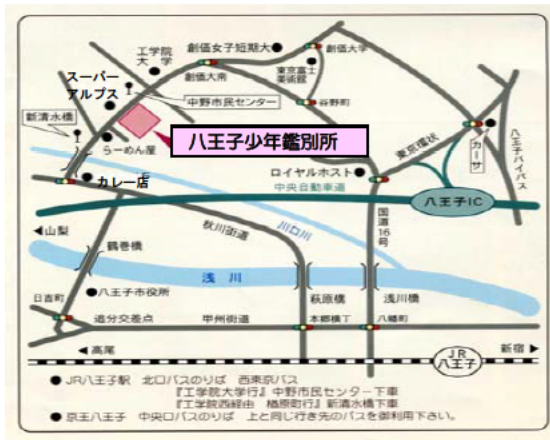 工学院
大 学
創価女子短期大
創価大学
スーパー
アルプス
創価大南
東京富士
美術館
中野市民センター
谷野町
新清水橋
八王子少年鑑別所
らーめん屋
カーサ
東京環状
八王子バイパス
カレー店
ロイヤルホスト
中央自動車道
八王子IC
◀山梨
秋川街道
川口川
国道16号
鶴巻橋
浅 川
八王子市役所
日吉町
萩原橋
浅川橋
追分交差点
甲州街道
本郷横丁
八幡町
◀高尾
新宿▶
JR
八王子
● JR八王子駅 北口バスのりば 西東京バス
『工学院大学行』中野市民センター下車
『工学院西経由 楢原町行』新清水橋下車
● 京王八王子 中央口バスのりば 上と同じ行き先のバスを御利用下さい。